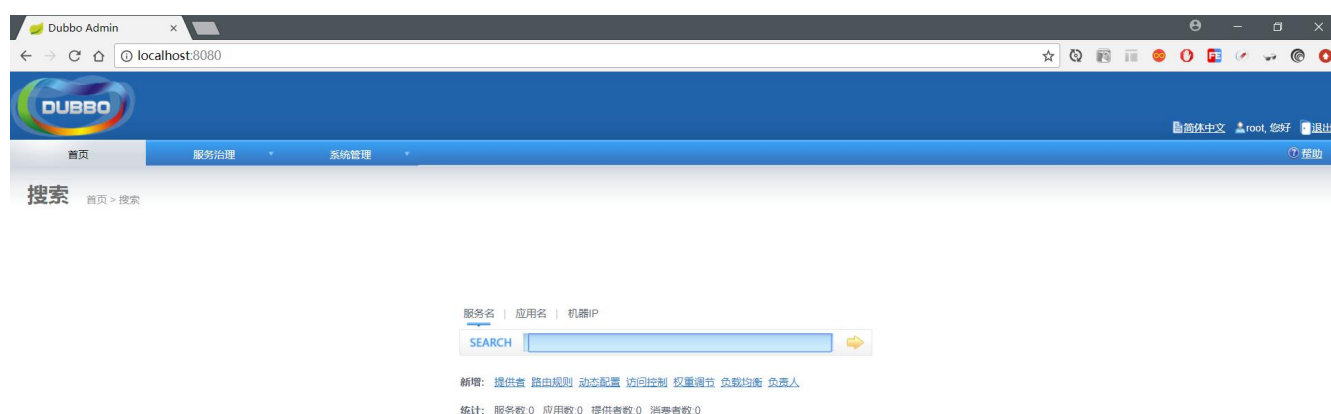 Dubbo Admin
localhost:8080
DUBBO
简体中文 root, 您好 退出
首页 服务治理 系统管理 帮助
搜索 首页 > 搜索
服务名 | 应用名 | 机器IP
SEARCH
新增: 提供者 路由规则 动态配置 访问控制 权重调节 负载均衡 负责人
统计: 服务数:0 应用数:0 提供者数:0 消费者数:0